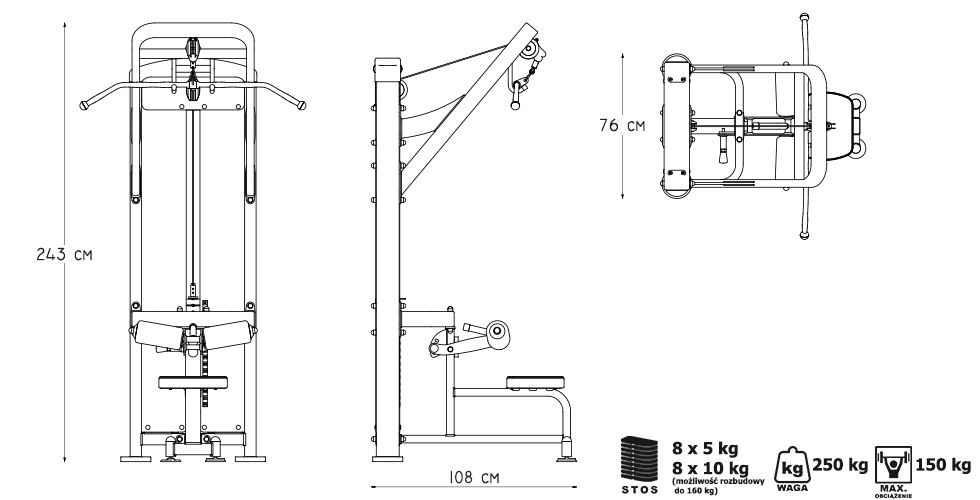 243 CM
108 CM
76 CM
STOS
8 x 5 kg
8 x 10 kg
(możliwość rozbudowy
do 160 kg)
kg
WAGA
250 kg
MAX.
OBCIĄŻENIE
150 kg